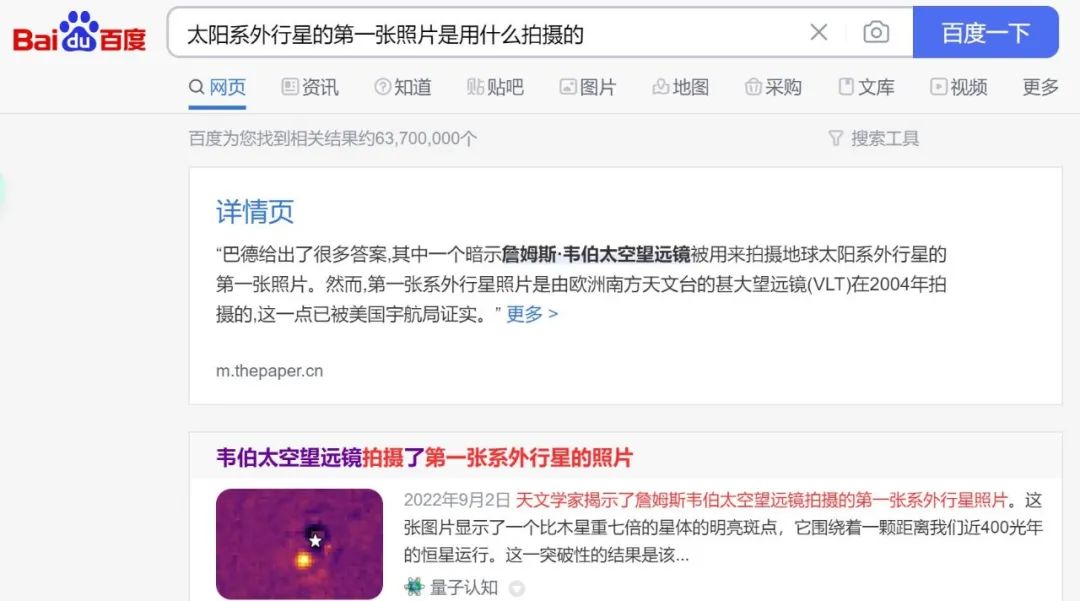 Bai du 百度 太阳系外行星的第一张照片是用什么拍摄的 百度一下
网页 资讯 知道 贴吧 图片 地图 采购 文库 视频 更多
百度为您找到相关结果约63,700,000个 搜索工具
详情页
“巴德给出了很多答案,其中一个暗示詹姆斯·韦伯太空望远镜被用来拍摄地球太阳系外行星的
第一张照片。然而,第一张系外行星照片是由欧洲南方天文台的甚大望远镜(VLT)在2004年拍
摄的,这一点已被美国宇航局证实。” 更多 >
m.thepaper.cn
韦伯太空望远镜拍摄了第一张系外行星的照片
2022年9月2日 天文学家揭示了詹姆斯韦伯太空望远镜拍摄的第一张系外行星照片。这
张图片显示了一个比木星重七倍的星体的明亮斑点，它围绕着一颗距离我们近400光年
的恒星运行。这一突破性的结果是该...
量子认知